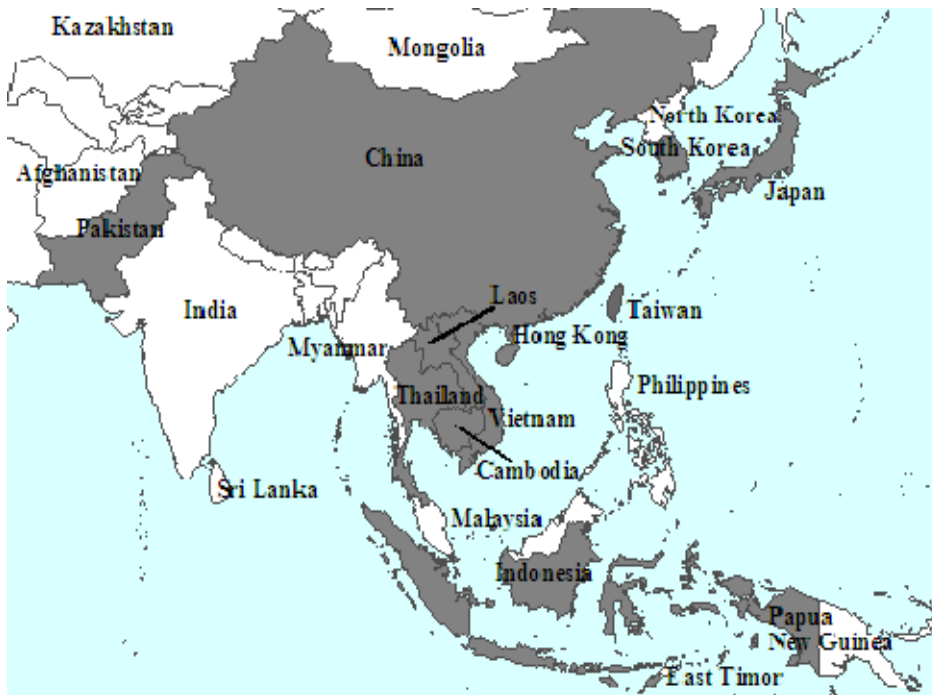 Kazakhstan
Mongolia
North Korea
South Korea
China
Afghanistan
Japan
Pakistan
Laos
India
Taiwan
Hong Kong
Myanmar
Philippines
Thailand
Vietnam
Cambodia
Sri Lanka
Malaysia
Indonesia
Papua
New Guinea
East Timor